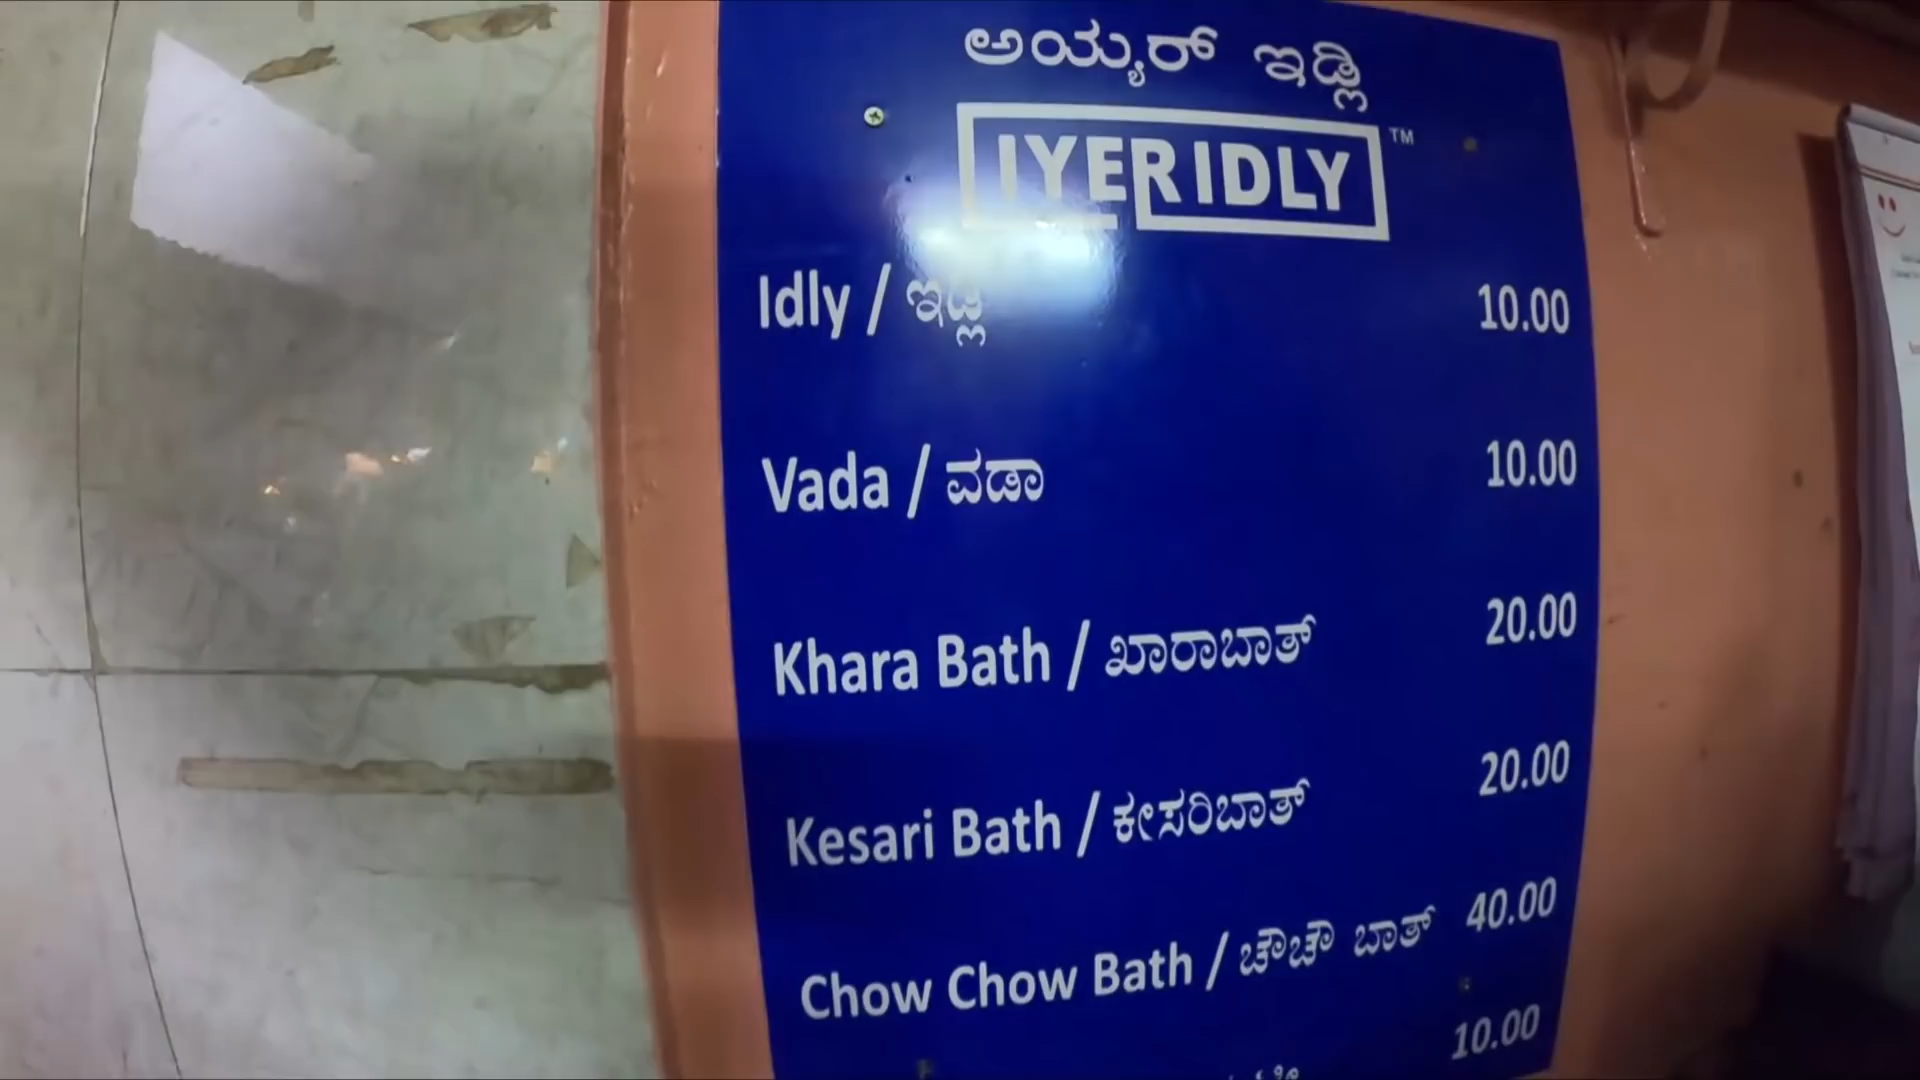 ಅಯ್ಯರ್ ಇಡ್ಲಿ
IYERIDLY TM
Idly / ಇಡ್ಲಿ 10.00
Vada / ವಡಾ 10.00
Khara Bath / ಖಾರಾಬಾತ್ 20.00
Kesari Bath / ಕೇಸರಿಬಾತ್ 20.00
Chow Chow Bath / ಚೌಚೌ ಬಾತ್ 40.00
10.00